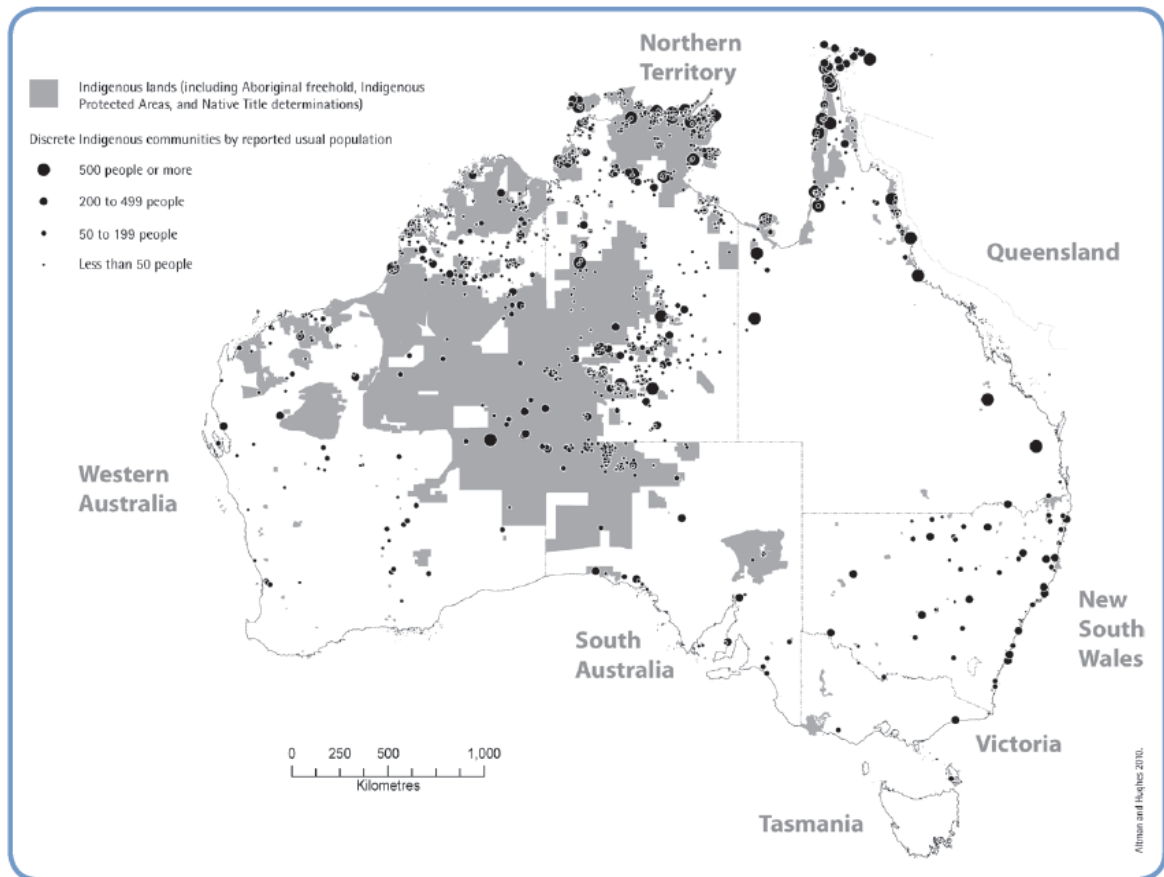 Northern
Territory
Indigenous lands (including Aboriginal freehold, Indigenous
Protected Areas, and Native Title determinations)
Discrete Indigenous communities by reported usual population
500 people or more
200 to 499 people
50 to 199 people
Less than 50 people
Queensland
Western
Australia
South
Australia
New
South
Wales
Victoria
Tasmania
0 250 500 1,000
Kilometres
Altman and Hughes 2010.